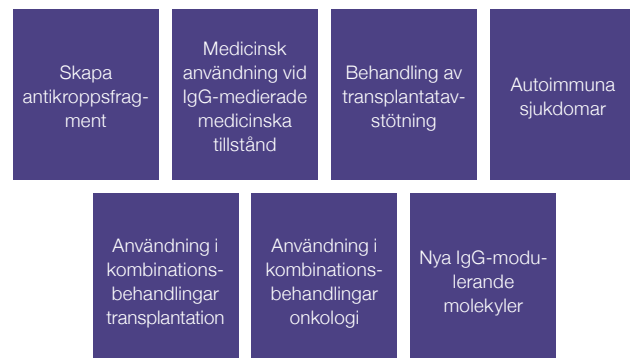 Skapa
antikroppsfrag-
ment
Medicinsk
användning vid
IgG-medierade
medicinska
tillstånd
Behandling av
transplantatav-
stötning
Autoimmuna
sjukdomar
Användning i
kombinations-
behandlingar
transplantation
Användning i
kombinations-
behandlingar
onkologi
Nya IgG-modu-
lerande
molekyler